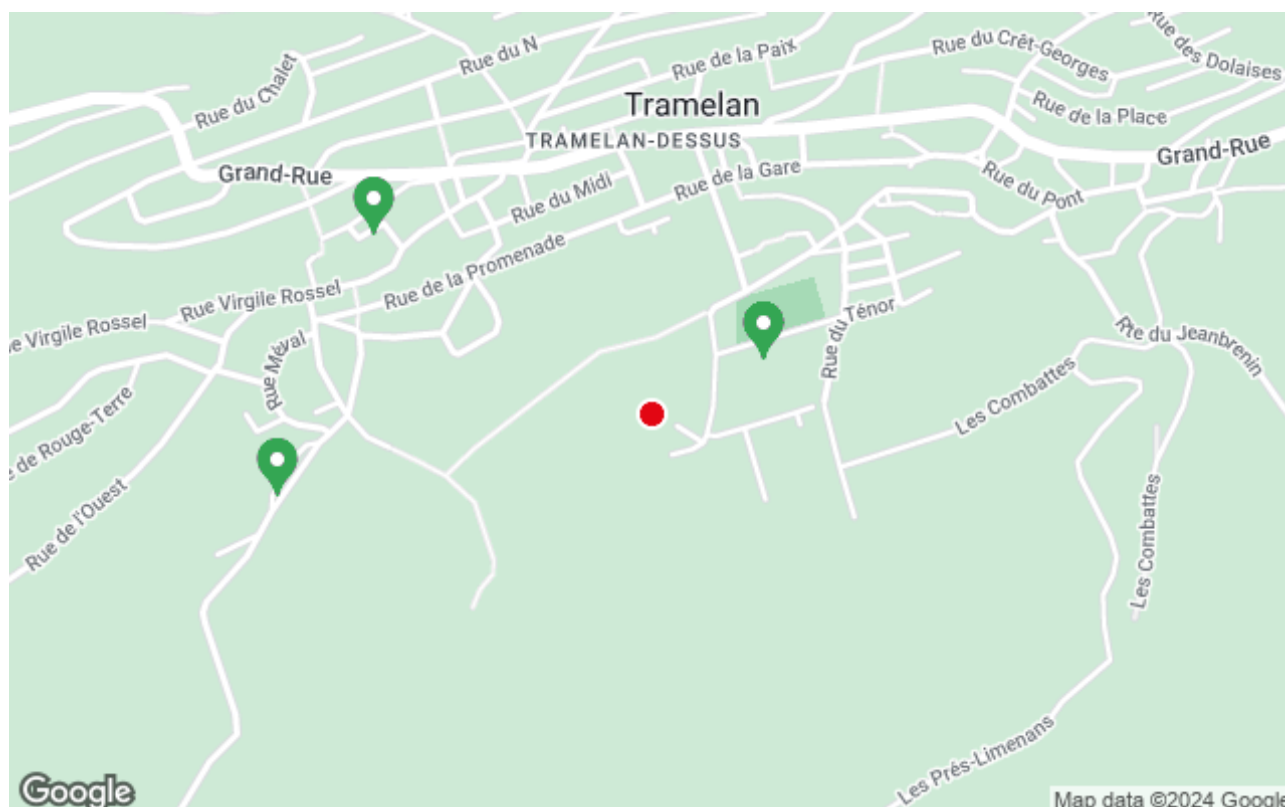 Rue du Chalet
Rue du N
Rue de la Paix
Rue du Crêt-Georges
Rue des Dolaises
Tramelan
TRAMELAN-DESSUS
Rue de la Place
Grand-Rue
Grand-Rue
Rue du Midi
Rue de la Gare
Rue du Pont
Rue de la Promenade
Rue Virgile Rossel
e Virgile Rossel
Rue Méval
Rue du Ténor
Rte du Jeanbrenin
e de Rouge-Terre
Les Combattes
Rue de l'Ouest
Les Combattes
Les Prés-Limenans
Google
Map data ©2024 Google